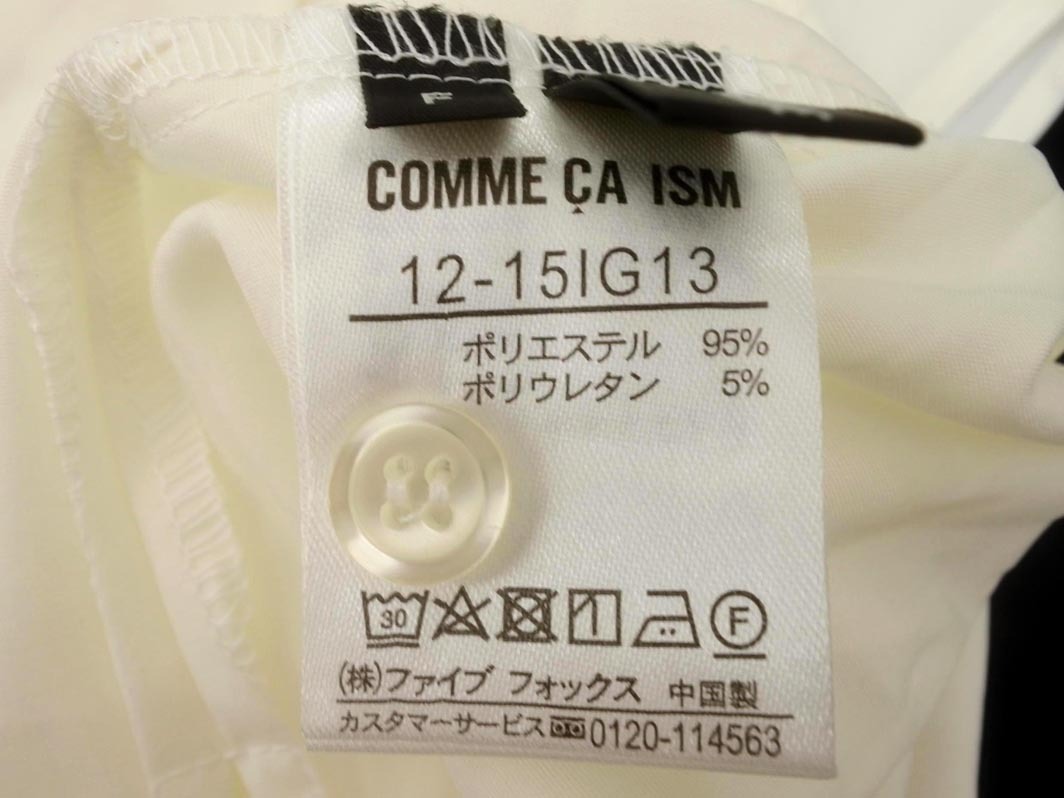 F
COMME ÇA ISM
12-15IG13
ポリエステル 95%
ポリウレタン 5%
30 F
(株)ファイブ フォックス 中国製
カスタマーサービス 0120-114563